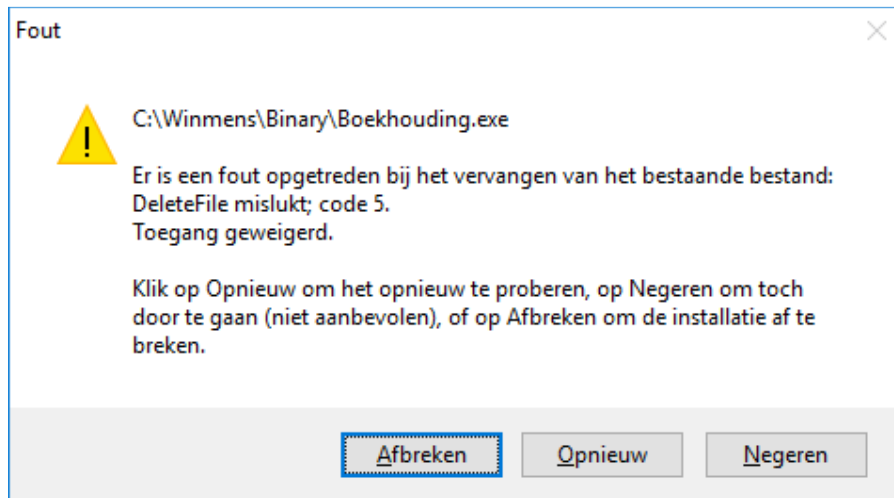 Fout
C:\Winmens\Binary\Boekhouding.exe
Er is een fout opgetreden bij het vervangen van het bestaande bestand:
DeleteFile mislukt; code 5.
Toegang geweigerd.
Klik op Opnieuw om het opnieuw te proberen, op Negeren om toch
door te gaan (niet aanbevolen), of op Afbreken om de installatie af te
breken.
Afbreken
Opnieuw
Negeren